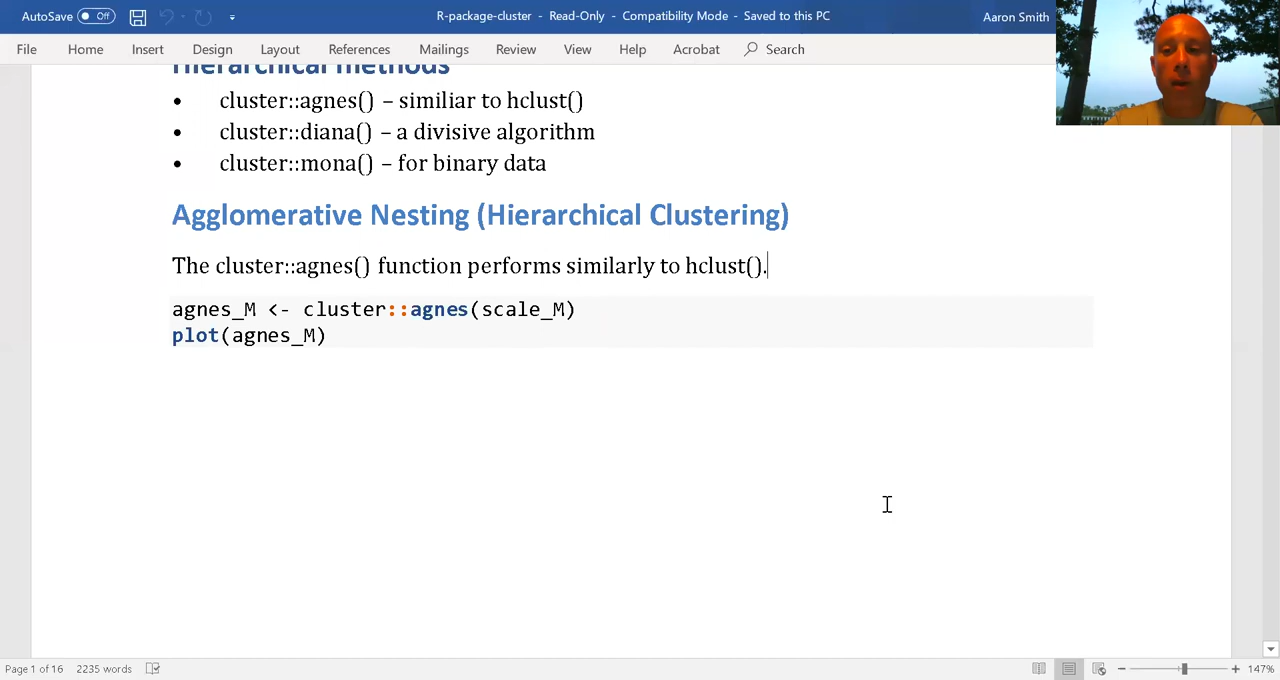 AutoSave Off R-package-cluster - Read-Only - Compatibility Mode - Saved to this PC Aaron Smith
File Home Insert Design Layout References Mailings Review View Help Acrobat Search
Hierarchical methods
• cluster::agnes() – similiar to hclust()
• cluster::diana() – a divisive algorithm
• cluster::mona() – for binary data
Agglomerative Nesting (Hierarchical Clustering)
The cluster::agnes() function performs similarly to hclust().
agnes_M <- cluster::agnes(scale_M)
plot(agnes_M)
Page 1 of 16 2235 words 147%